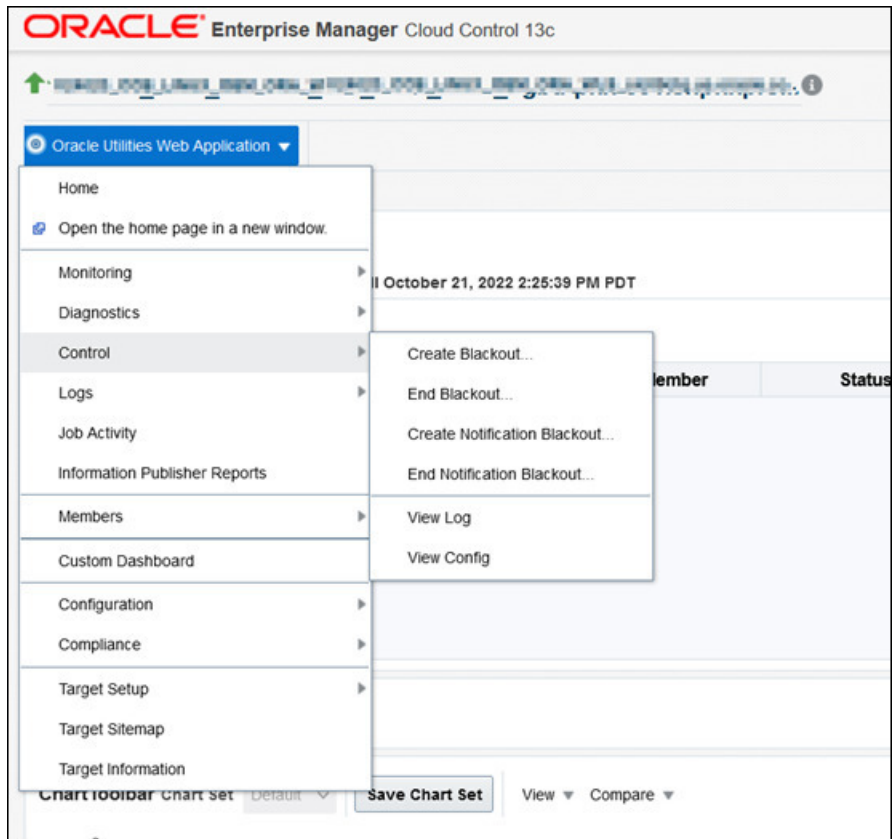 ORACLE Enterprise Manager Cloud Control 13c
Oracle Utilities Web Application
Home
Open the home page in a new window.
Monitoring
October 21, 2022 2:25:39 PM PDT
Diagnostics
Control
Create Blackout...
Status
Logs
End Blackout...
Job Activity
Create Notification Blackout...
Information Publisher Reports
End Notification Blackout...
Members
View Log
Custom Dashboard
View Config
Configuration
Compliance
Target Setup
Target Sitemap
Target Information
Chart Toolbar Chart Set Default Save Chart Set View Compare